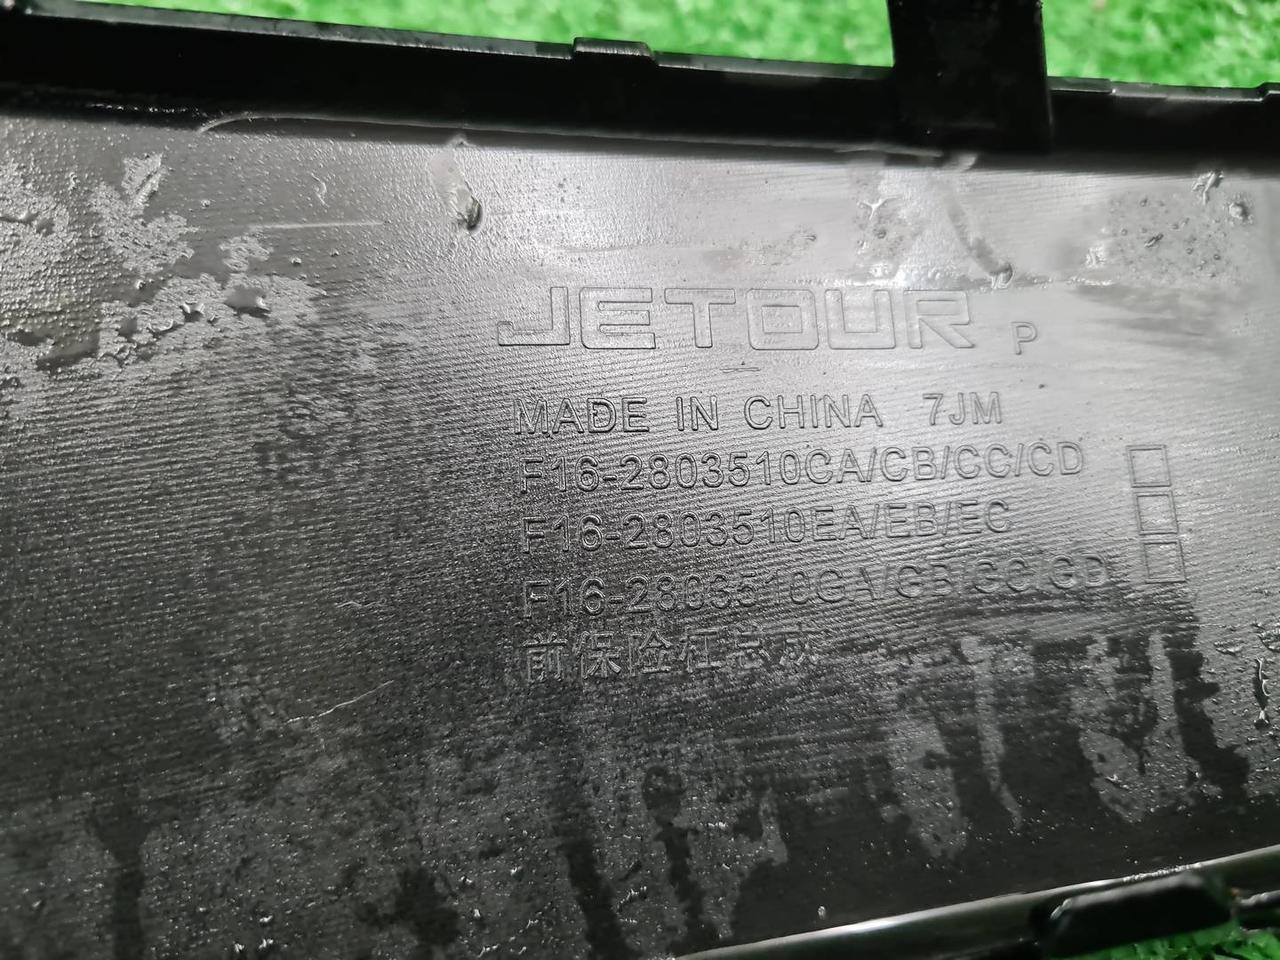 JETOUR P
MADE IN CHINA 7JM
F16-2803510CA/CB/CC/CD
F16-2803510EA/EB/EC
F16-2803510GA/GB/GC/GD
前保险杠总成